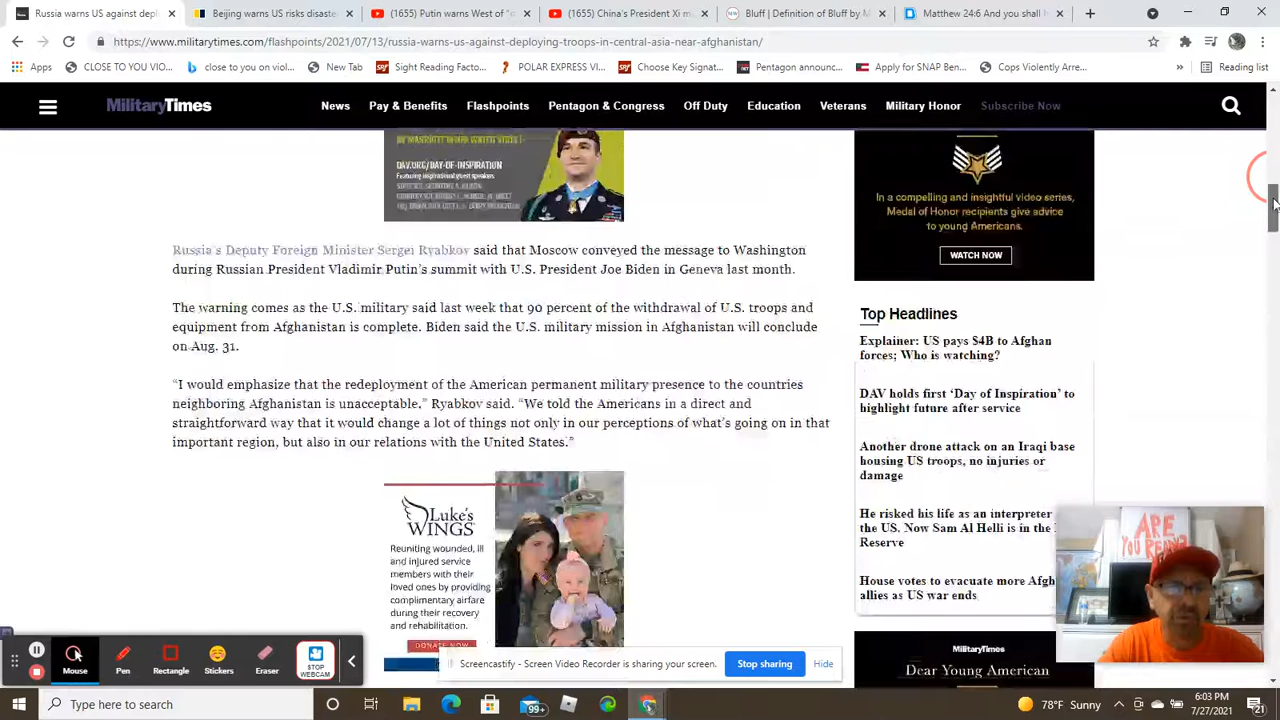 Russia warns US against depl
Beijing warns US risks disaste
(1655) Putin warns West of "
(1655) China's President Xi m
Bluff | Definition of Bluff by M
Matthew 24:6 And you shall h
https://www.militarytimes.com/flashpoints/2021/07/13/russia-warns-us-against-deploying-troops-in-central-asia-near-afghanistan/
Apps
CLOSE TO YOU VIO...
close to you on viol...
New Tab
Sight Reading Facto...
POLAR EXPRESS VI...
Choose Key Signat...
Pentagon announc...
Apply for SNAP Ben...
Cops Violently Arre...
»
Reading list
MilitaryTimes
News
Pay & Benefits
Flashpoints
Pentagon & Congress
Off Duty
Education
Veterans
Military Honor
Subscribe Now
DAV.ORG/DAY-OF-INSPIRATION
Featuring inspirational guest speakers
Russia's Deputy Foreign Minister Sergei Ryabkov said that Moscow conveyed the message to Washington
during Russian President Vladimir Putin's summit with U.S. President Joe Biden in Geneva last month.
The warning comes as the U.S. military said last week that 90 percent of the withdrawal of U.S. troops and
equipment from Afghanistan is complete. Biden said the U.S. military mission in Afghanistan will conclude
on Aug. 31.
"I would emphasize that the redeployment of the American permanent military presence to the countries
neighboring Afghanistan is unacceptable," Ryabkov said. "We told the Americans in a direct and
straightforward way that it would change a lot of things not only in our perceptions of what's going on in that
important region, but also in our relations with the United States."
LUKE'S
WINGS
Reuniting wounded, ill
and injured service
members with their
loved ones by providing
complimentary airfare
during their recovery
and rehabilitation.
DONATE NOW
In a compelling and insightful video series,
Medal of Honor recipients give advice
to young Americans.
WATCH NOW
Top Headlines
Explainer: US pays $4B to Afghan
forces; Who is watching?
DAV holds first 'Day of Inspiration' to
highlight future after service
Another drone attack on an Iraqi base
housing US troops, no injuries or
damage
He risked his life as an interpreter
the US. Now Sam Al Helli is in the
Reserve
House votes to evacuate more Afgh
allies as US war ends
MilitaryTimes
Dear Young American
ARE
YOU READY
Mouse
Pen
Rectangle
Stickers
Eraser
STOP
WEBCAM
Screencastify - Screen Video Recorder is sharing your screen.
Stop sharing
Hide
Type here to search
99+
78°F Sunny
6:03 PM
7/27/2021
21